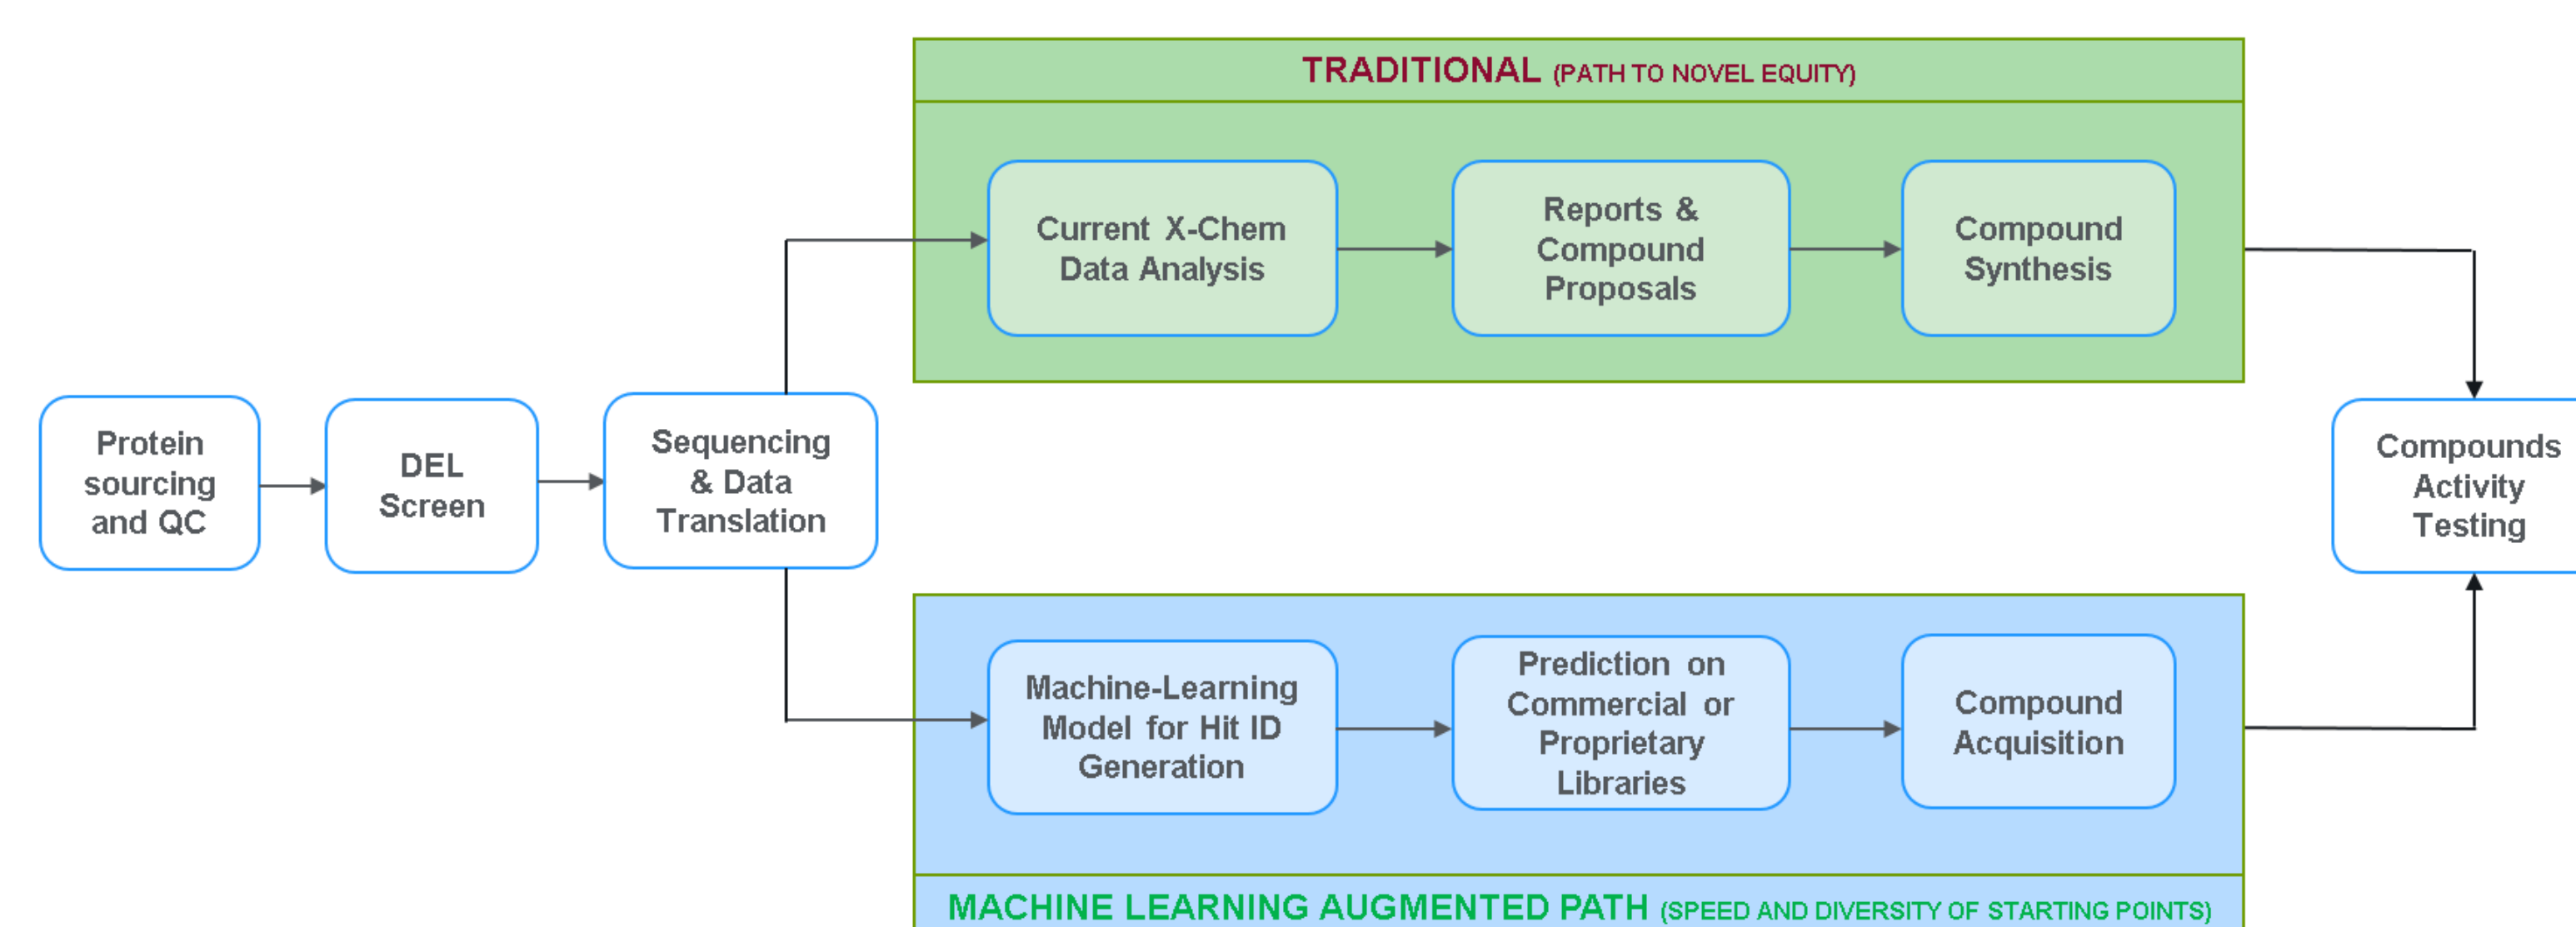 TRADITIONAL (PATH TO NOVEL EQUITY)
Current X-Chem
Data Analysis
Reports &
Compound
Proposals
Compound
Synthesis
Protein
sourcing
and QC
DEL
Screen
Sequencing
& Data
Translation
Compounds
Activity
Testing
Machine-Learning
Model for Hit ID
Generation
Prediction on
Commercial or
Proprietary
Libraries
Compound
Acquisition
MACHINE LEARNING AUGMENTED PATH (SPEED AND DIVERSITY OF STARTING POINTS)